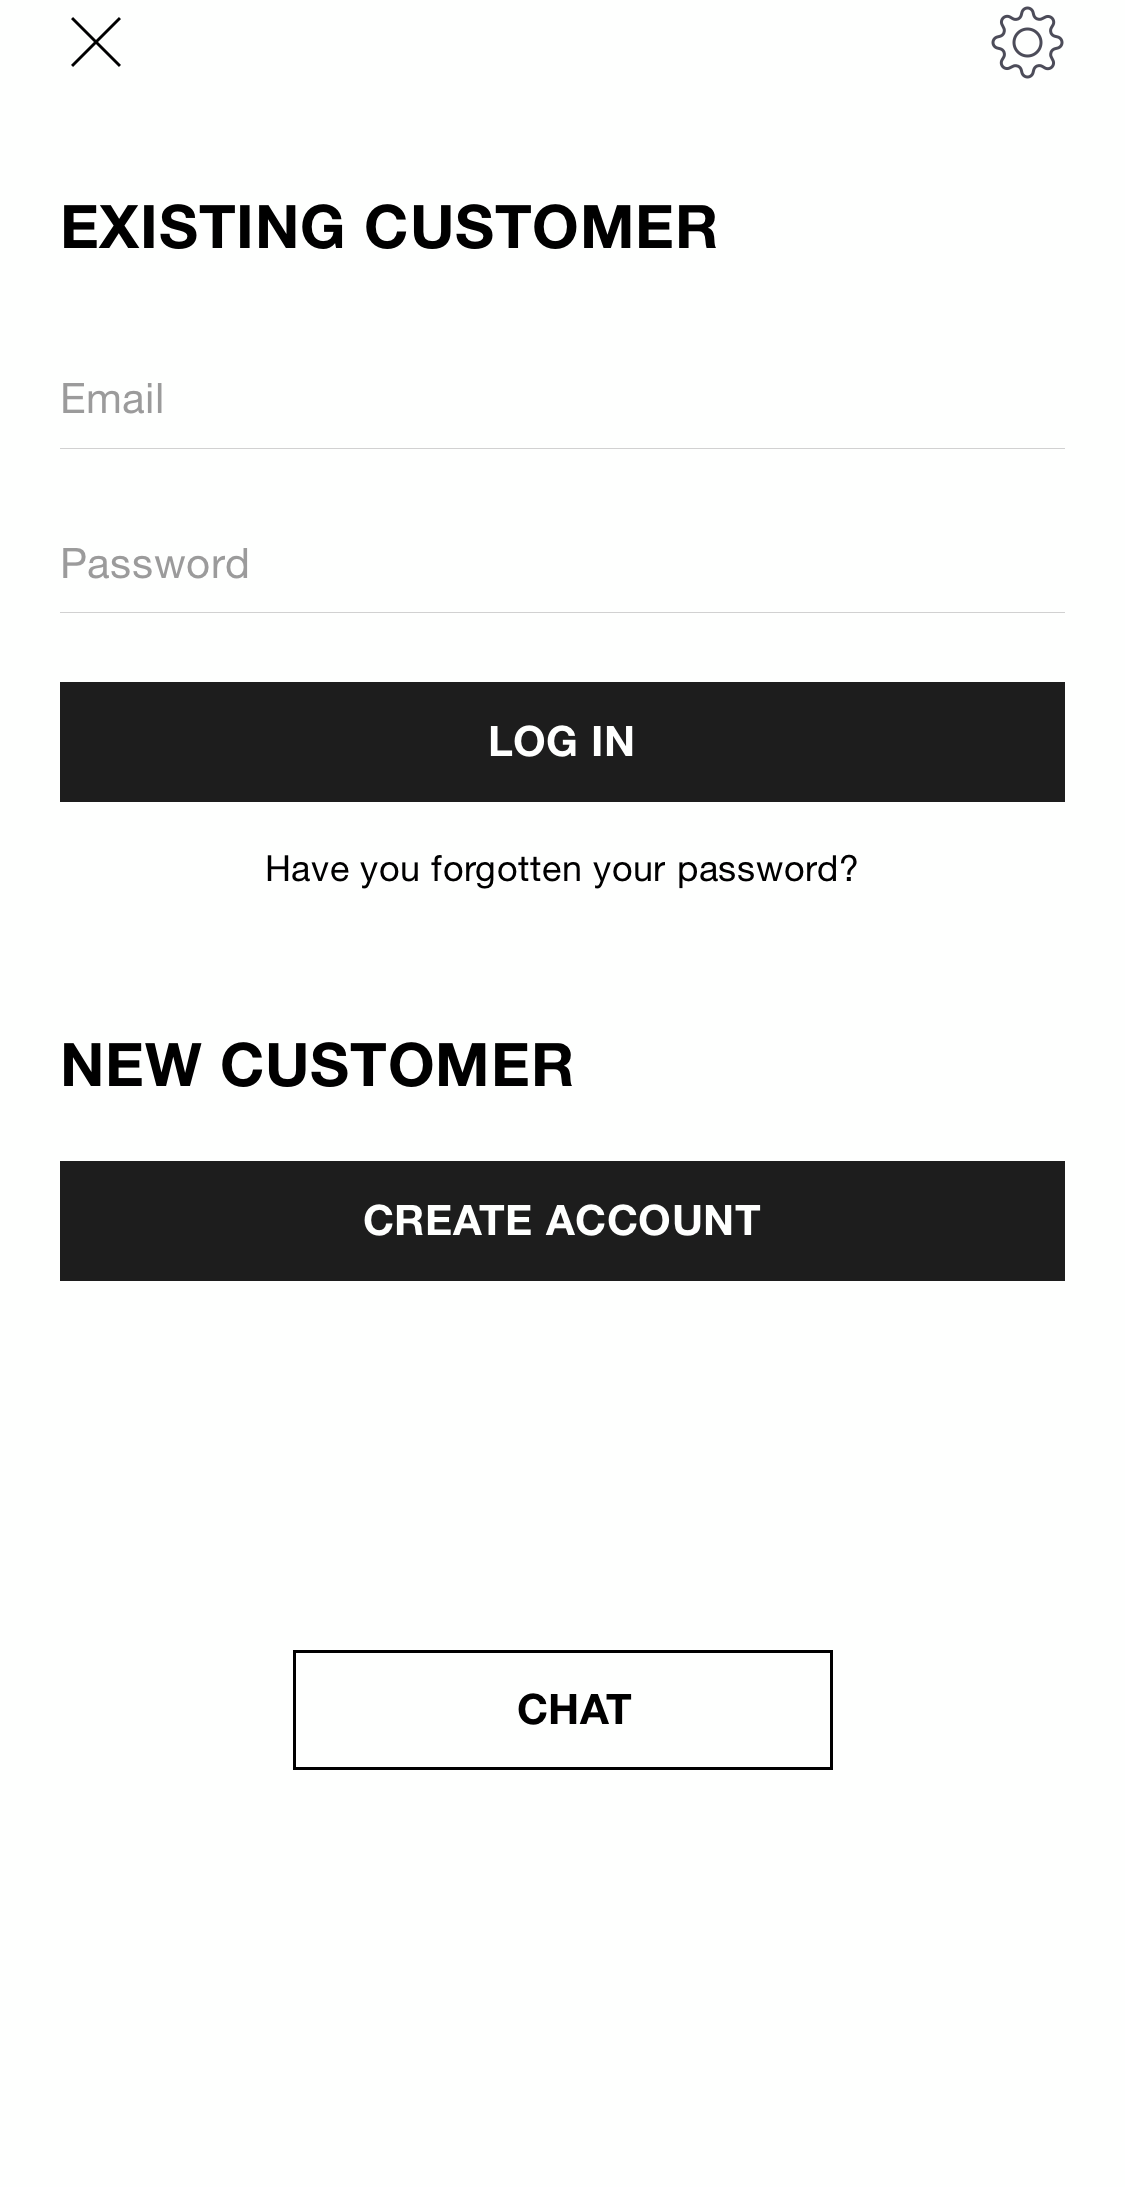 EXISTING CUSTOMER
Email
Password
LOG IN
Have you forgotten your password?
NEW CUSTOMER
CREATE ACCOUNT
CHAT